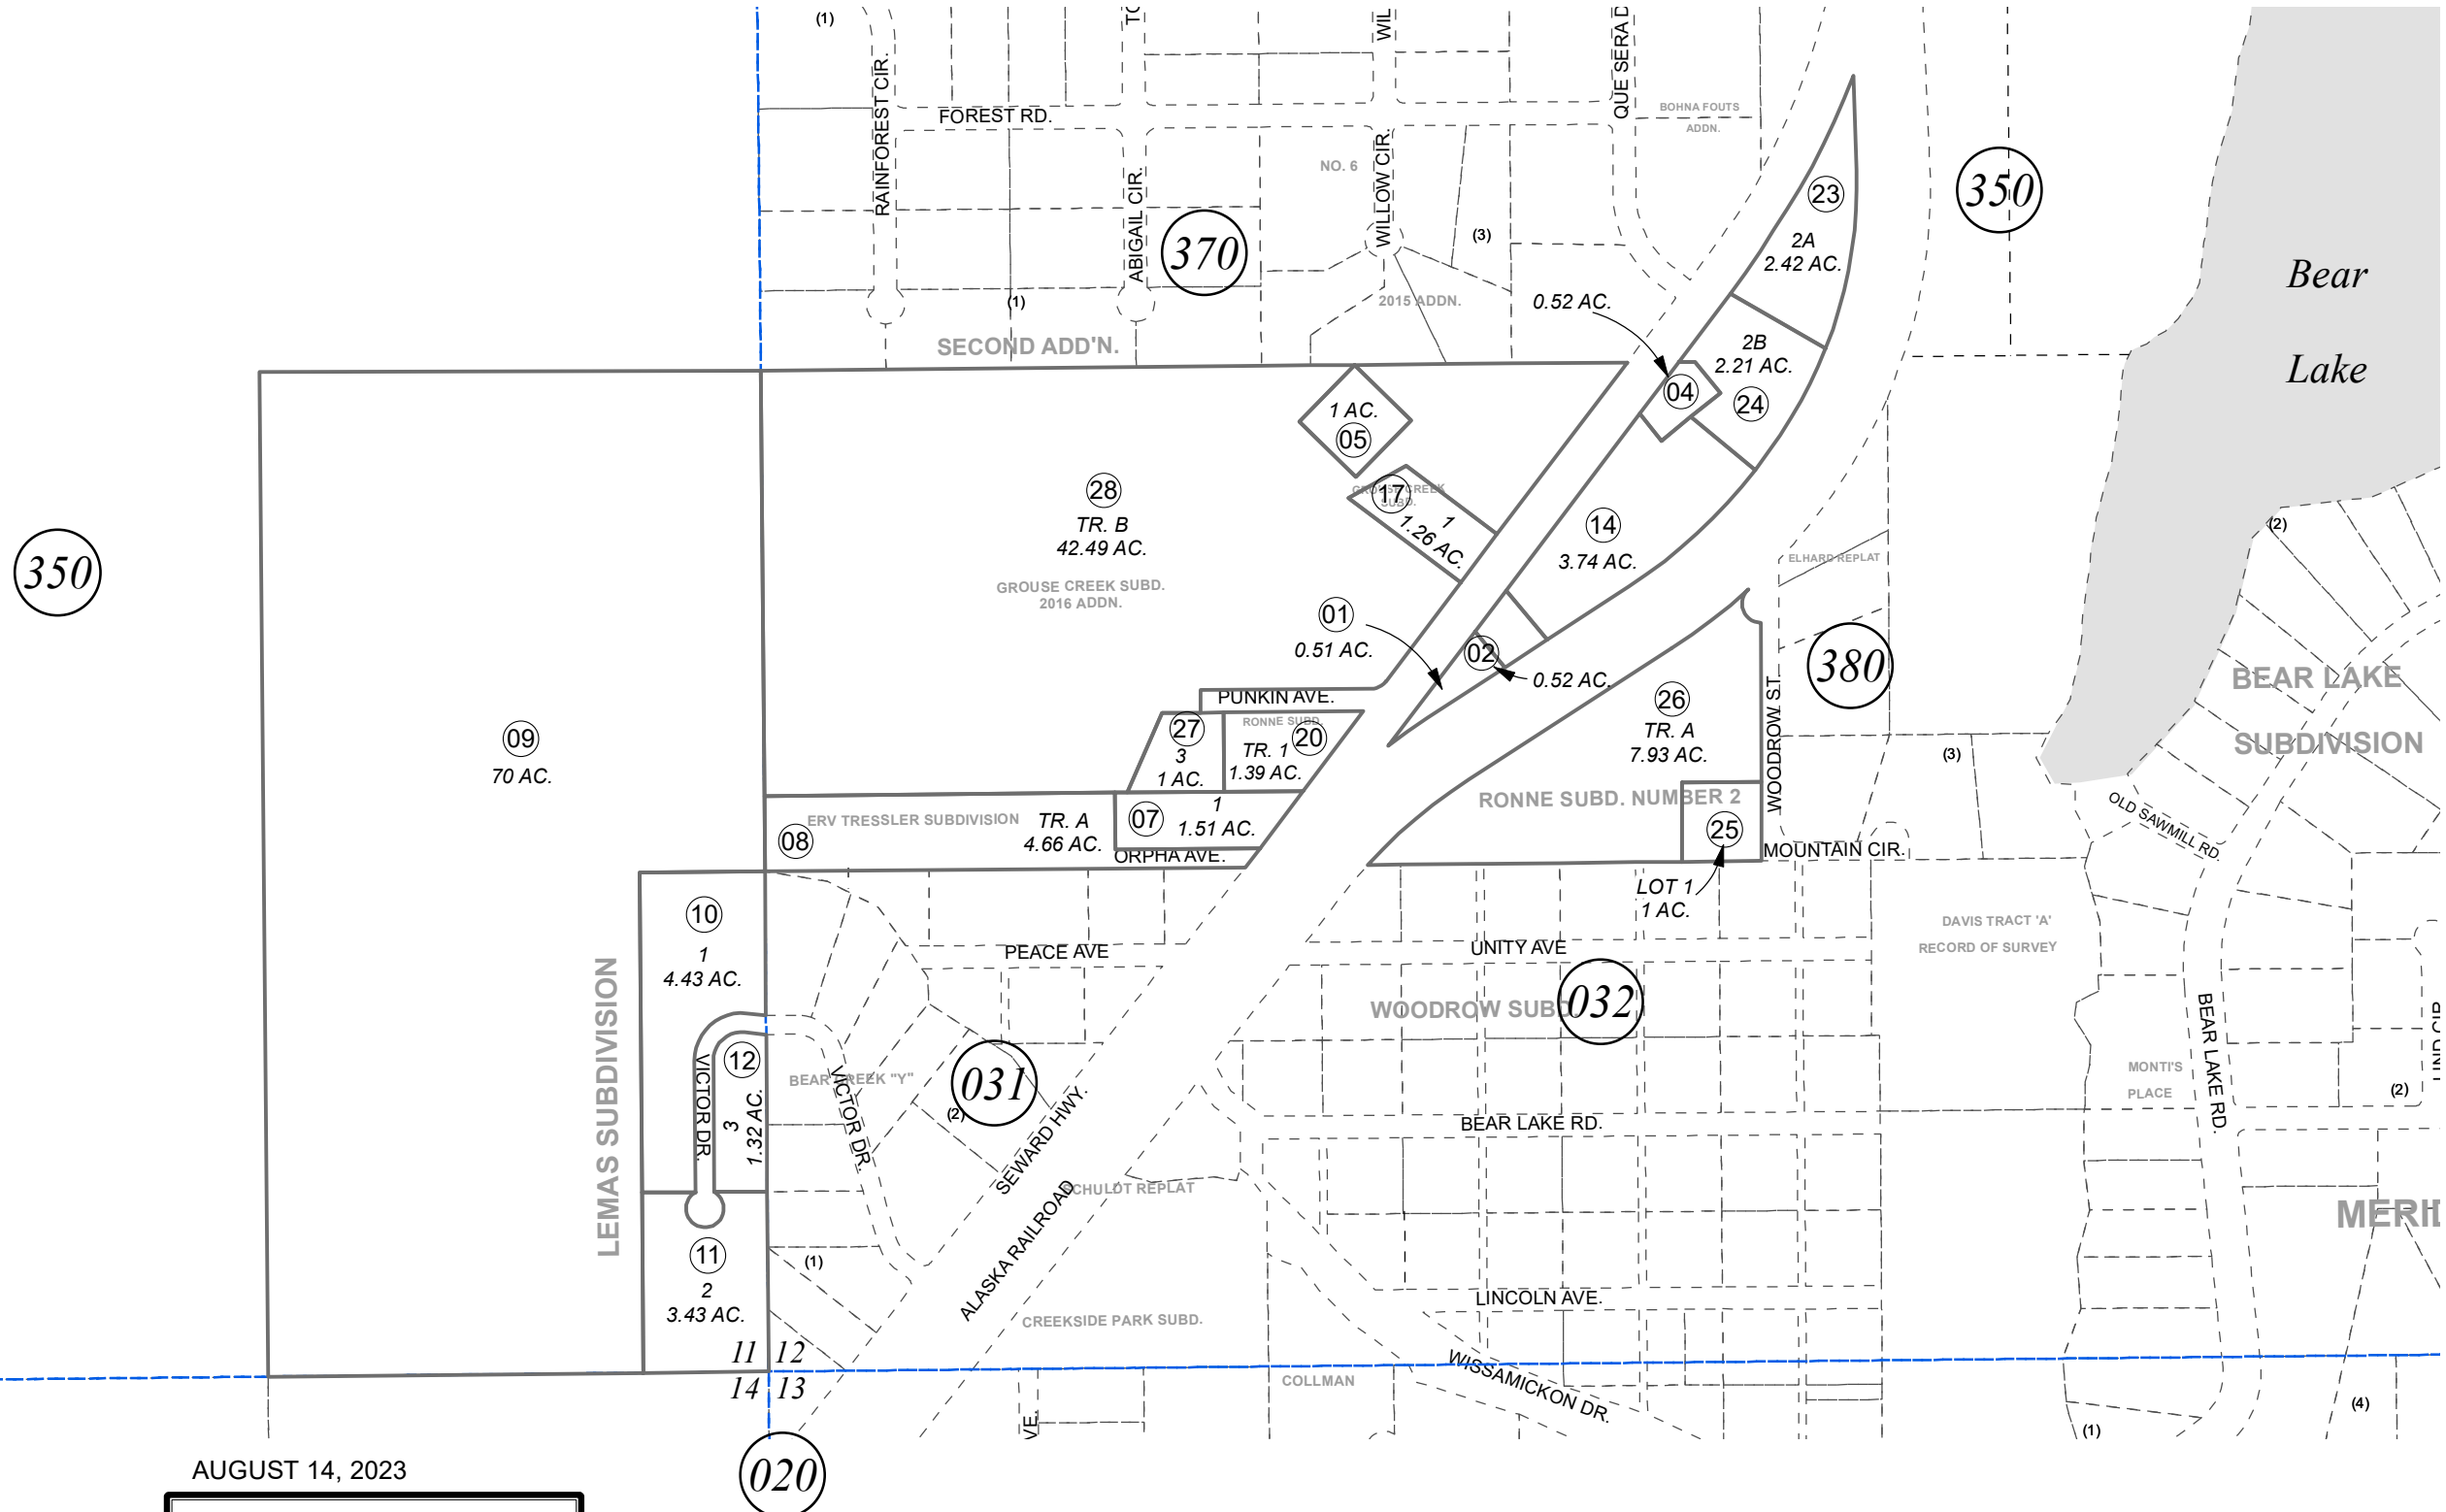 (1)
RAINFOREST CIR.
FOREST RD.
ABIGAIL CIR.
WIL
WILLOW CIR.
NO. 6
(3)
QUE SERA D
BOHNA FOUTS
ADDN.
370
(1)
2015 ADDN.
SECOND ADD'N.
0.52 AC.
23
2A
2.42 AC.
2B
2.21 AC.
04
24
350
Bear
Lake
1 AC.
05
28
TR. B
42.49 AC.
GROUSE CREEK SUBD.
2016 ADDN.
GROUSE CREEK
SUBD.
17
1
1.26 AC.
14
3.74 AC.
ELHARD REPLAT
(2)
350
01
0.51 AC.
02
0.52 AC.
380
BEAR LAKE
SUBDIVISION
09
70 AC.
PUNKIN AVE.
27
3
1 AC.
RONNE SUBD.
20
TR. 1
1.39 AC.
26
TR. A
7.93 AC.
WOODROW ST.
(3)
RONNE SUBD. NUMBER 2
25
LOT 1
1 AC.
MOUNTAIN CIR.
OLD SAWMILL RD.
08
ERV TRESSLER SUBDIVISION
TR. A
4.66 AC.
07
1
1.51 AC.
ORPHA AVE.
10
1
4.43 AC.
PEACE AVE
UNITY AVE
WOODROW SUBD
032
DAVIS TRACT 'A'
RECORD OF SURVEY
LEMAS SUBDIVISION
VICTOR DR.
12
3
1.32 AC.
BEAR CREEK "Y"
VICTOR DR.
(2)
031
SEWARD HWY.
BEAR LAKE RD.
BEAR LAKE RD.
MONTI'S
PLACE
(2)
LIND CIR
ALASKA RAILROAD
SCHULDT REPLAT
MERID
11
2
3.43 AC.
(1)
CREEKSIDE PARK SUBD.
LINCOLN AVE.
11 12
14 13
COLLMAN
WISSAMICKON DR.
VE.
(1)
(4)
020
AUGUST 14, 2023